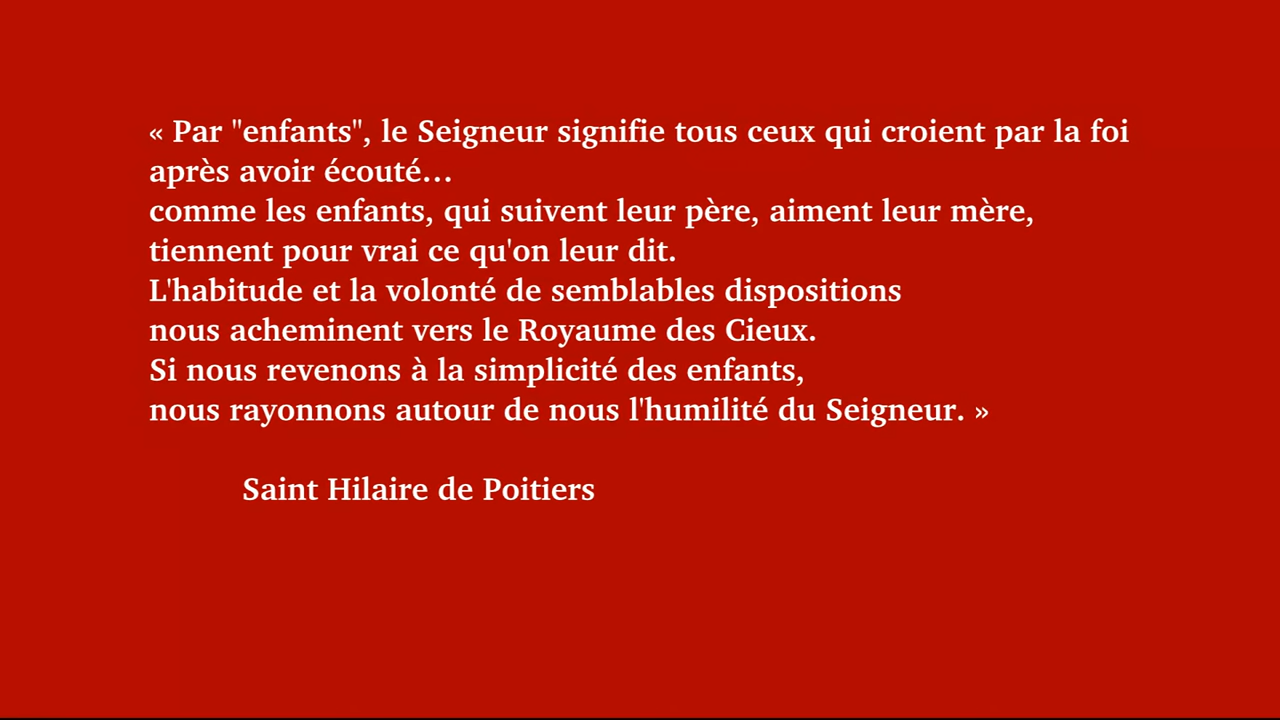 « Par "enfants", le Seigneur signifie tous ceux qui croient par la foi
après avoir écouté...
comme les enfants, qui suivent leur père, aiment leur mère,
tiennent pour vrai ce qu'on leur dit.
L'habitude et la volonté de semblables dispositions
nous acheminent vers le Royaume des Cieux.
Si nous revenons à la simplicité des enfants,
nous rayonnons autour de nous l'humilité du Seigneur. »
Saint Hilaire de Poitiers